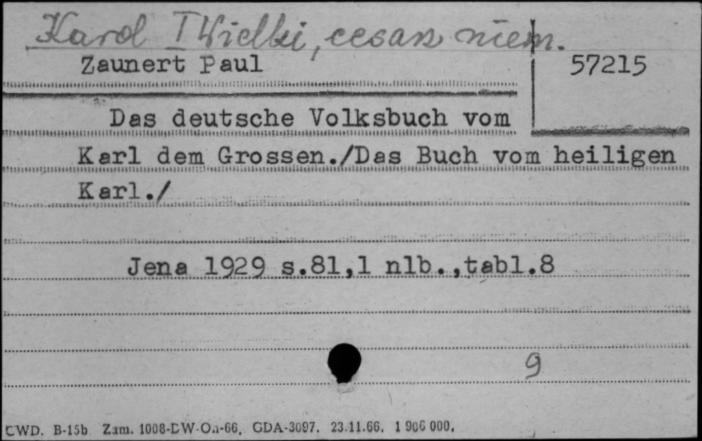 Karol I Wielki, cesarz niem.
Zaunert Paul
57215
Das deutsche Volksbuch vom
Karl dem Grossen./Das Buch vom heiligen
Karl./
Jena 1929 s.81,1 nlb.,tabl.8
9
CWD. B-15b Zam. 1008-DW-Oa-66. GDA-3097. 23.11.66. 1 906 000.